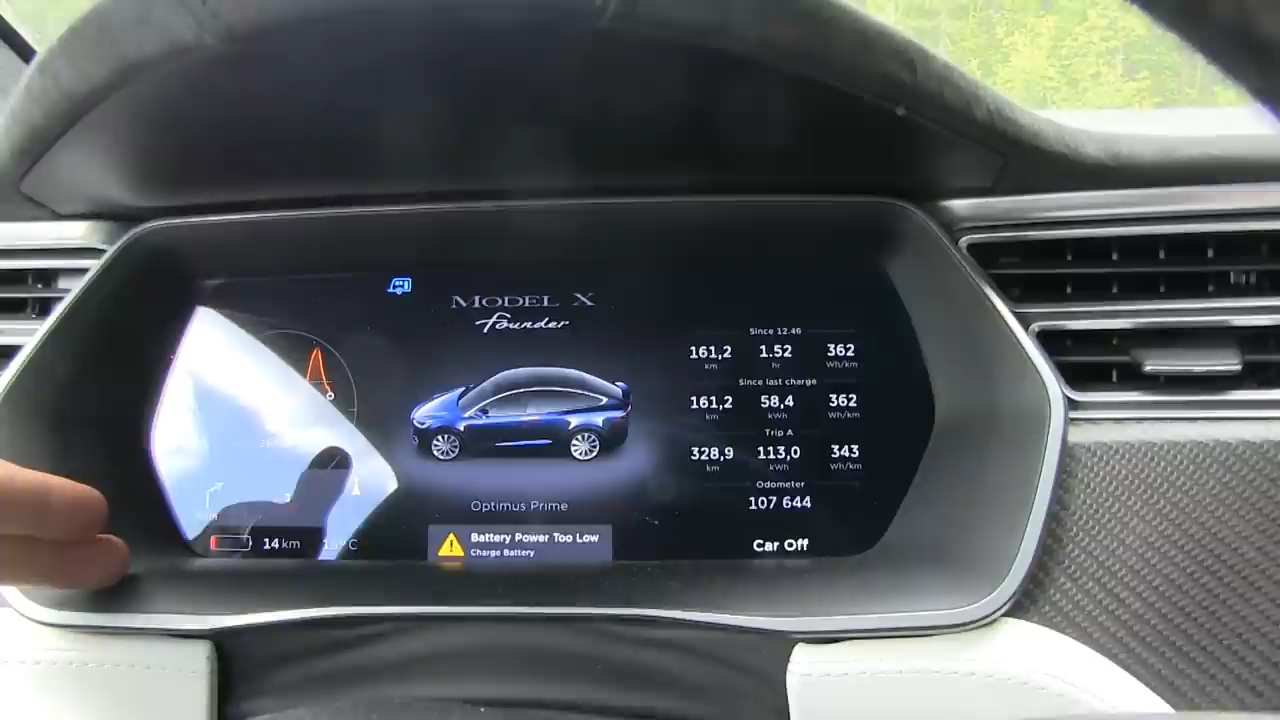 MODEL X
founder
Since 12.46
161,2 1.52 362
km hr Wh/km
Since last charge
161,2 58,4 362
km kWh Wh/km
Trip A
328,9 113,0 343
km kWh Wh/km
Odometer
107 644
Optimus Prime
Battery Power Too Low
Charge Battery
14 km
Car Off